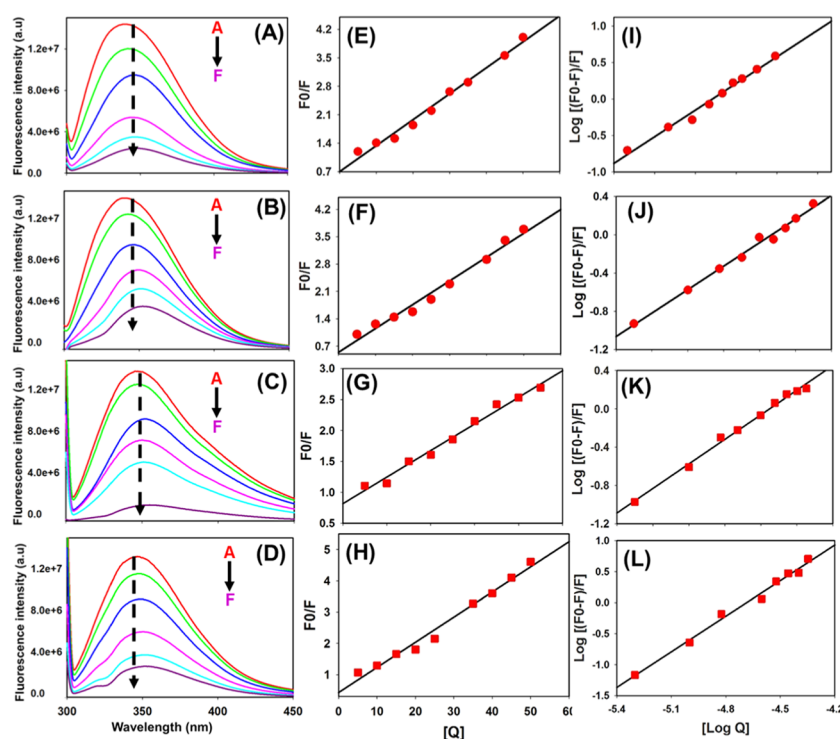 Fluorescence intensity (a.u)
1.2e+7
8.0e+6
4.0e+6
0.0
A
F
(A)
F0/F
4.2
3.5
2.8
2.1
1.4
0.7
(E)
Log [(F0-F)/F]
1.0
0.5
0.0
-0.5
-1.0
(I)
Fluorescence intensity (a.u)
1.2e+7
8.0e+6
4.0e+6
0.0
A
F
(B)
F0/F
4.2
3.5
2.8
2.1
1.4
0.7
(F)
Log [(F0-F)/F]
0.4
0.0
-0.4
-0.8
-1.2
(J)
Fluorescence intensity (a.u)
1.2e+7
8.0e+6
4.0e+6
0.0
A
F
(C)
F0/F
3.0
2.5
2.0
1.5
1.0
0.5
(G)
Log [(F0-F)/F]
0.4
0.0
-0.4
-0.8
-1.2
(K)
Fluorescence intensity (a.u)
1.2e+7
8.0e+6
4.0e+6
0.0
A
F
(D)
300 350 400 450
Wavelength (nm)
F0/F
5
4
3
2
1
(H)
0 10 20 30 40 50
[Q]
Log [(F0-F)/F]
1.0
0.5
0.0
-0.5
-1.0
-1.5
(L)
-5.4 -5.1 -4.8 -4.5 -4.2
[Log Q]